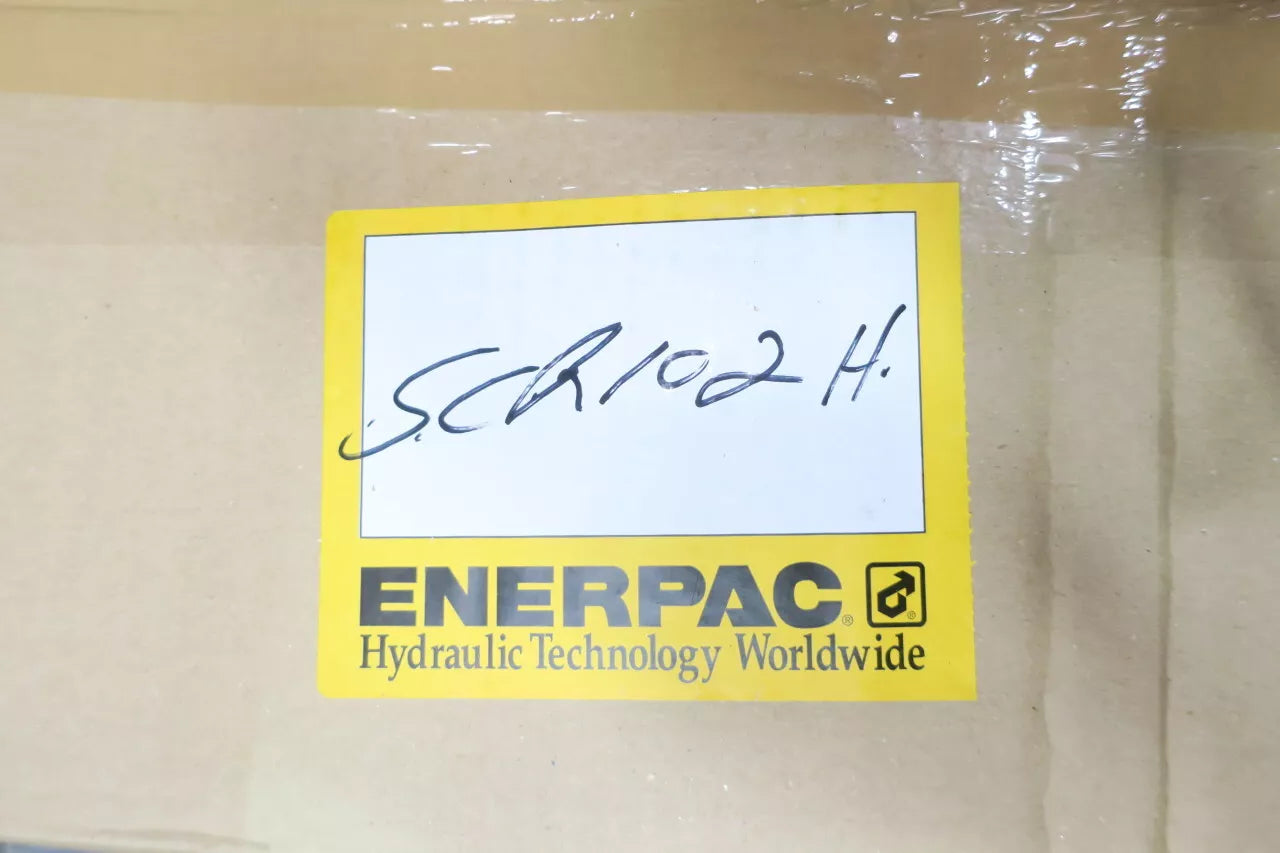 SCR102H.
ENERPAC®
Hydraulic Technology Worldwide